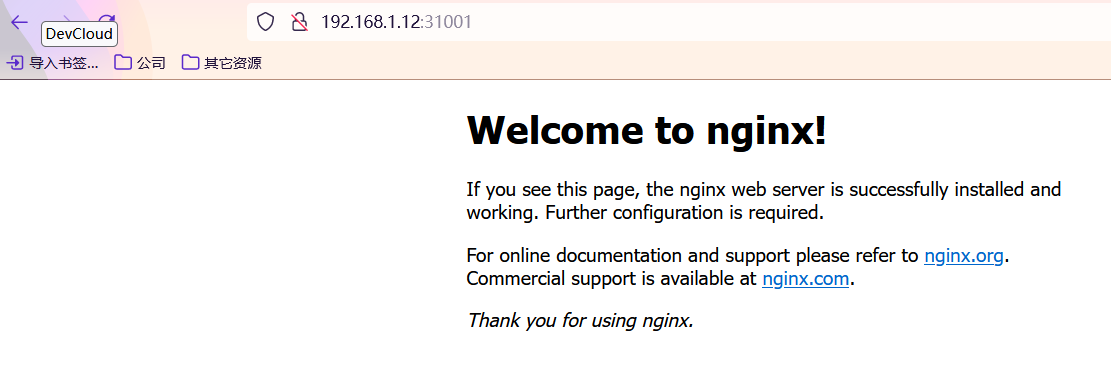 192.168.1.12:31001
DevCloud
导入书签... 公司 其它资源
Welcome to nginx!
If you see this page, the nginx web server is successfully installed and
working. Further configuration is required.
For online documentation and support please refer to nginx.org.
Commercial support is available at nginx.com.
Thank you for using nginx.